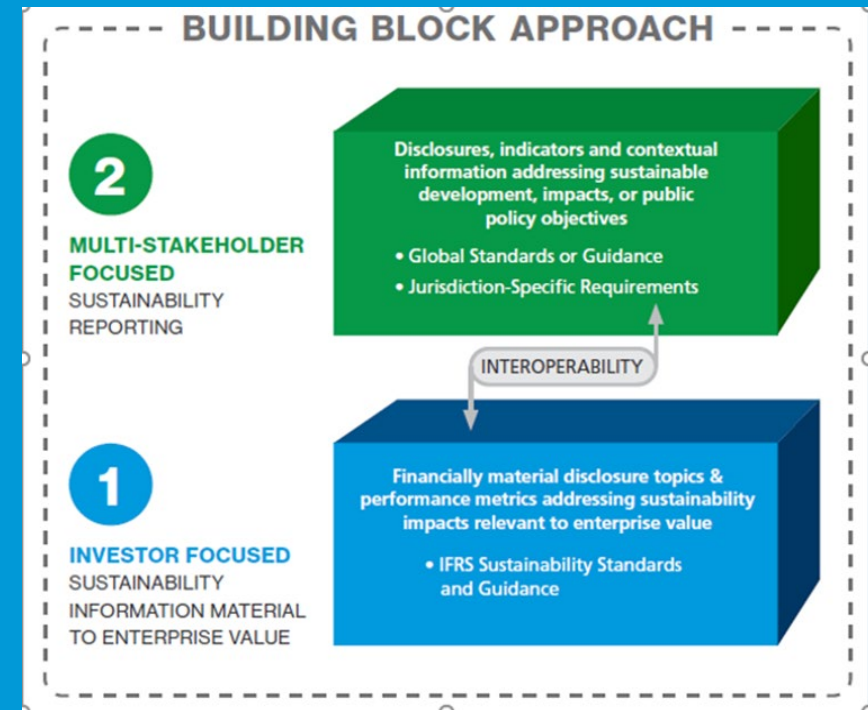 BUILDING BLOCK APPROACH
2
MULTI-STAKEHOLDER
FOCUSED
SUSTAINABILITY
REPORTING
Disclosures, indicators and contextual
information addressing sustainable
development, impacts, or public
policy objectives
• Global Standards or Guidance
• Jurisdiction-Specific Requirements
INTEROPERABILITY
1
INVESTOR FOCUSED
SUSTAINABILITY
INFORMATION MATERIAL
TO ENTERPRISE VALUE
Financially material disclosure topics &
performance metrics addressing sustainability
impacts relevant to enterprise value
• IFRS Sustainability Standards
and Guidance